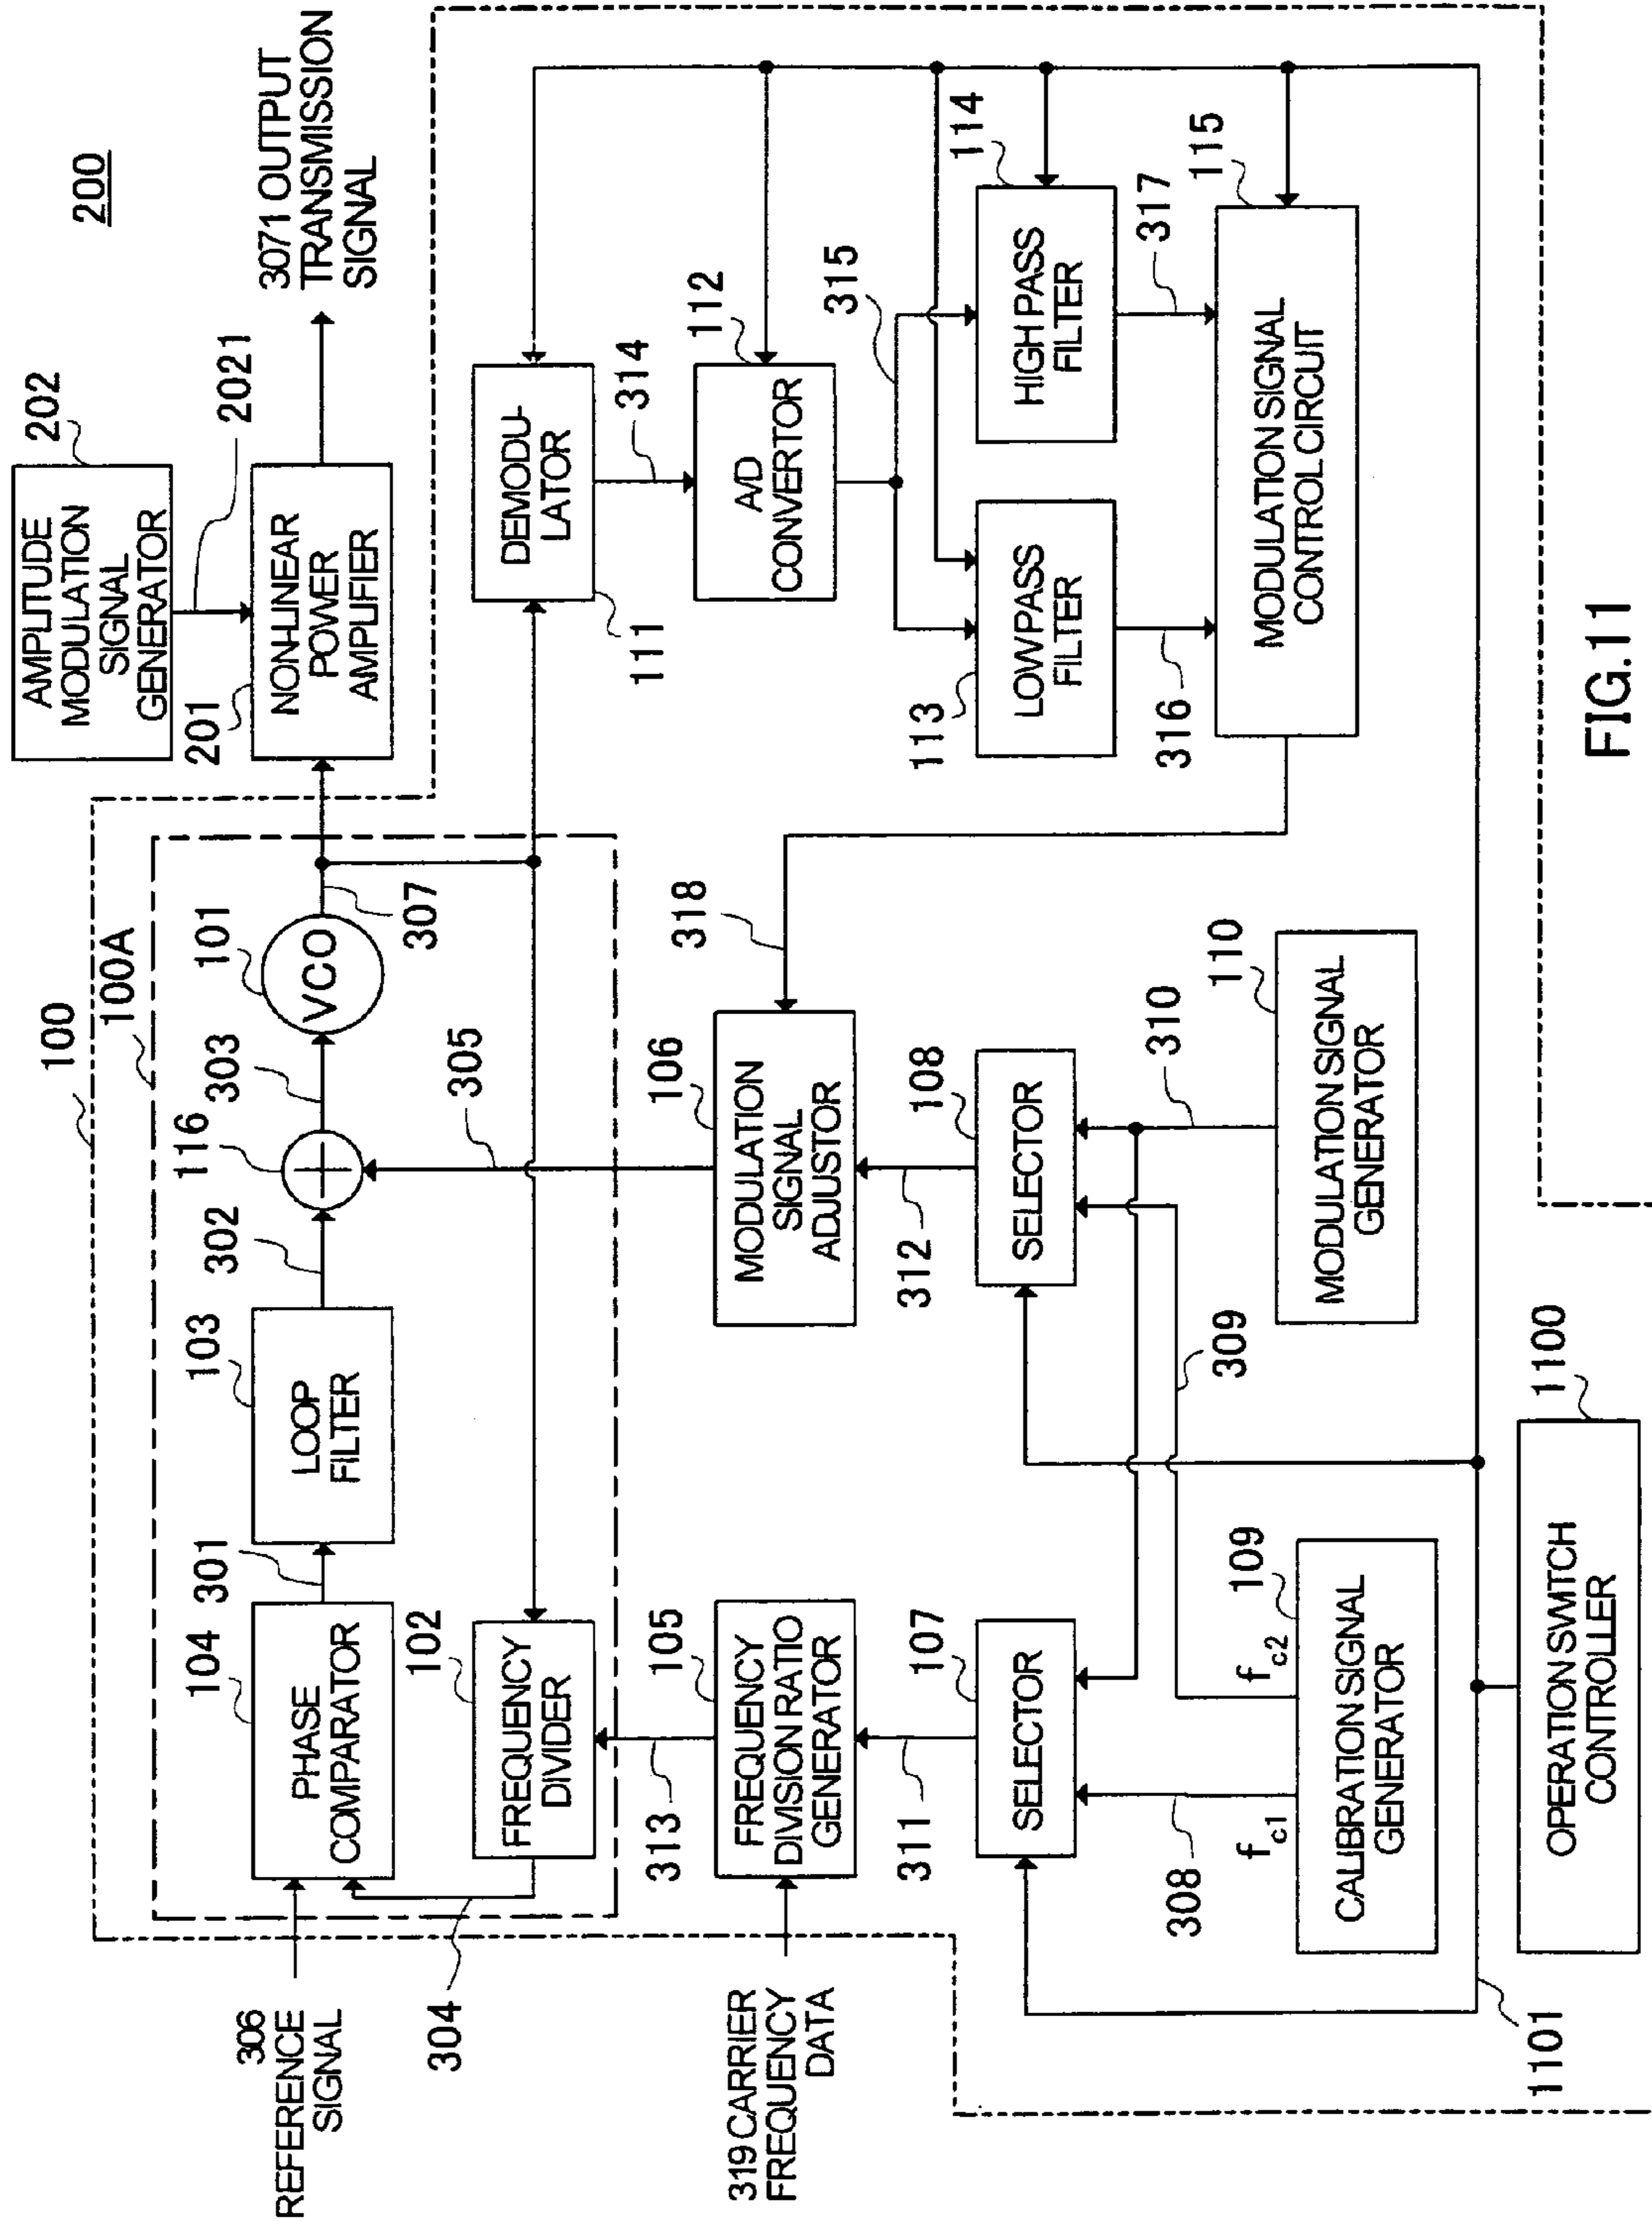 200
100
100A
306
REFERENCE
SIGNAL
104
PHASE
COMPARATOR
301
103
LOOP
FILTER
302
116
303
101
VCO
307
201
NON-LINEAR
POWER
AMPLIFIER
AMPLITUDE
MODULATION
SIGNAL
GENERATOR
202
2021
3071 OUTPUT
TRANSMISSION
SIGNAL
304
102
FREQUENCY
DIVIDER
305
DEMODU-
LATOR
111
314
313
319 CARRIER
FREQUENCY
DATA
105
FREQUENCY
DIVISION RATIO
GENERATOR
106
MODULATION
SIGNAL
ADJUSTOR
318
112
A/D
CONVERTOR
315
311
107
SELECTOR
312
108
SELECTOR
113
LOW PASS
FILTER
114
HIGH PASS
FILTER
308
fc1
fc2
309
310
316
317
109
CALIBRATION SIGNAL
GENERATOR
110
MODULATION SIGNAL
GENERATOR
115
MODULATION SIGNAL
CONTROL CIRCUIT
1101
1100
OPERATION SWITCH
CONTROLLER
FIG.11